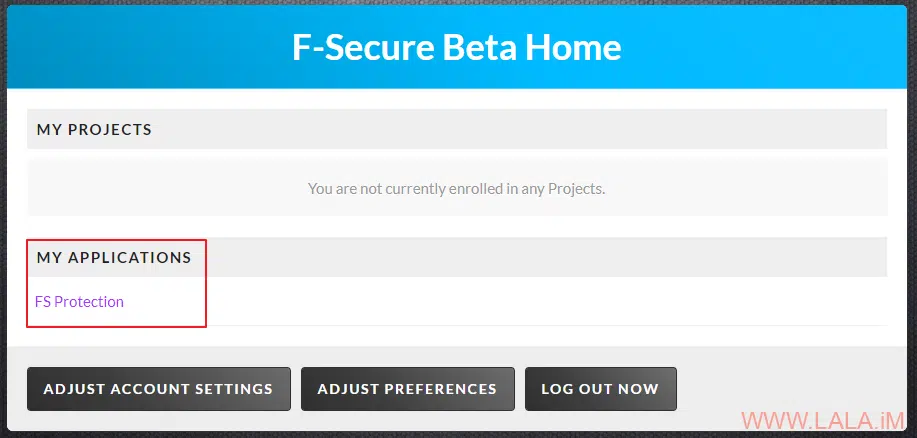 F-Secure Beta Home
MY PROJECTS
You are not currently enrolled in any Projects.
MY APPLICATIONS
FS Protection
ADJUST ACCOUNT SETTINGS ADJUST PREFERENCES LOG OUT NOW
WWW.LALA.iM